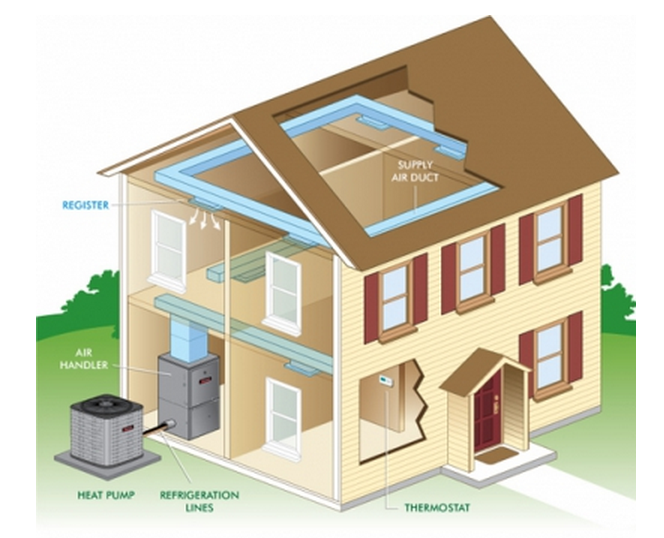 SUPPLY
AIR DUCT
REGISTER
AIR
HANDLER
HEAT PUMP
REFRIGERATION
LINES
THERMOSTAT